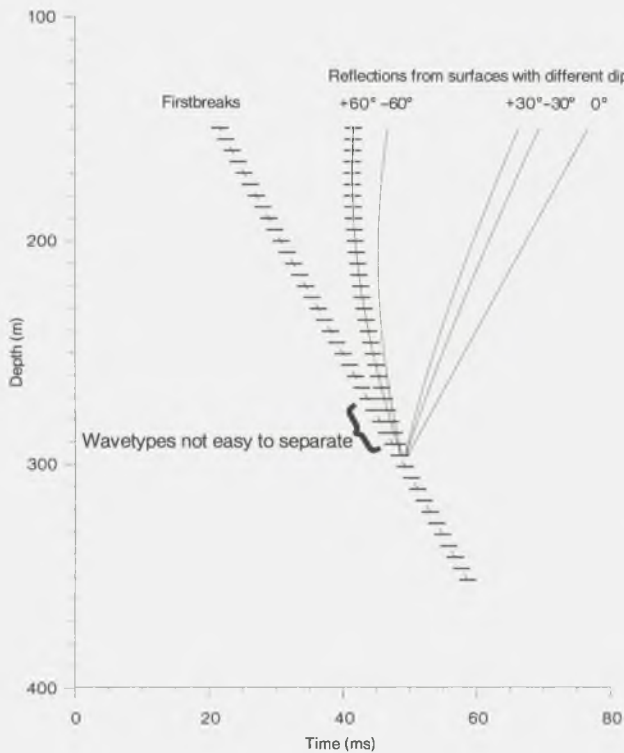 100
Reflections from surfaces with different dip
Firstbreaks
+60° –60°
+30°–30° 0°
200
Depth (m)
Wavetypes not easy to separate
300
400
0
20
40
60
80
Time (ms)